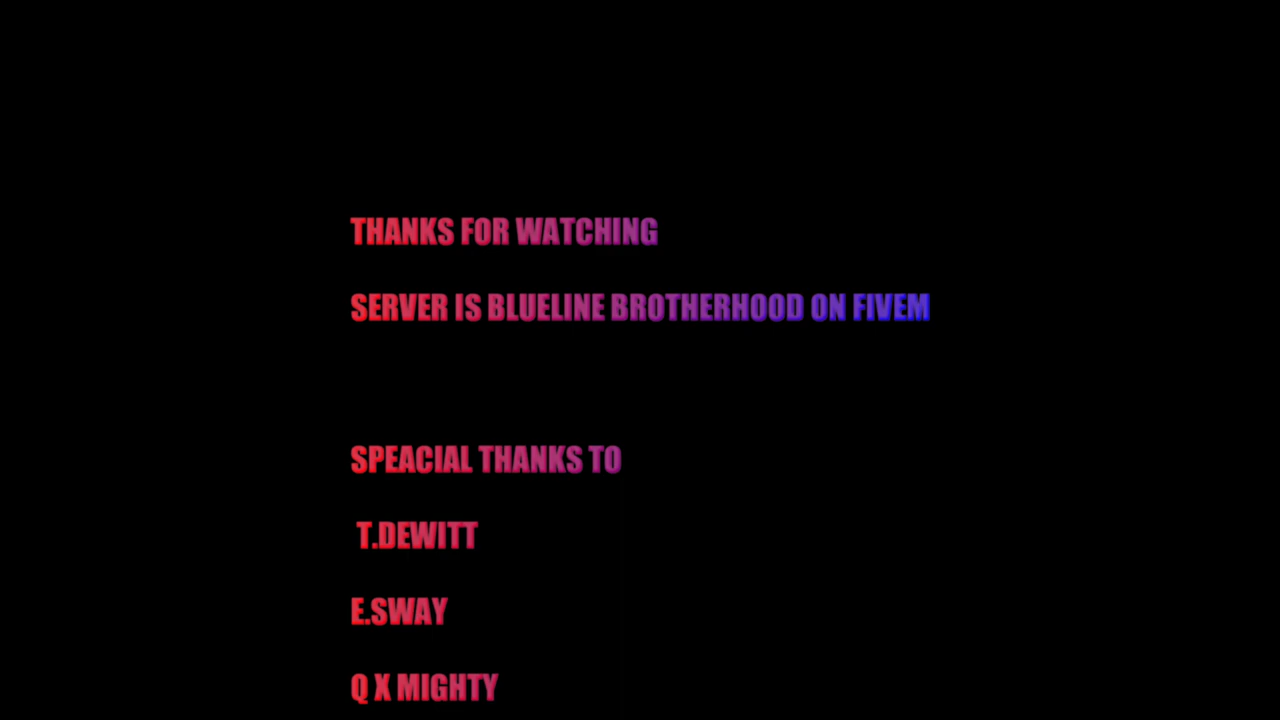 THANKS FOR WATCHING
SERVER IS BLUELINE BROTHERHOOD ON FIVEM
SPEACIAL THANKS TO
T.DEWITT
E.SWAY
Q X MIGHTY